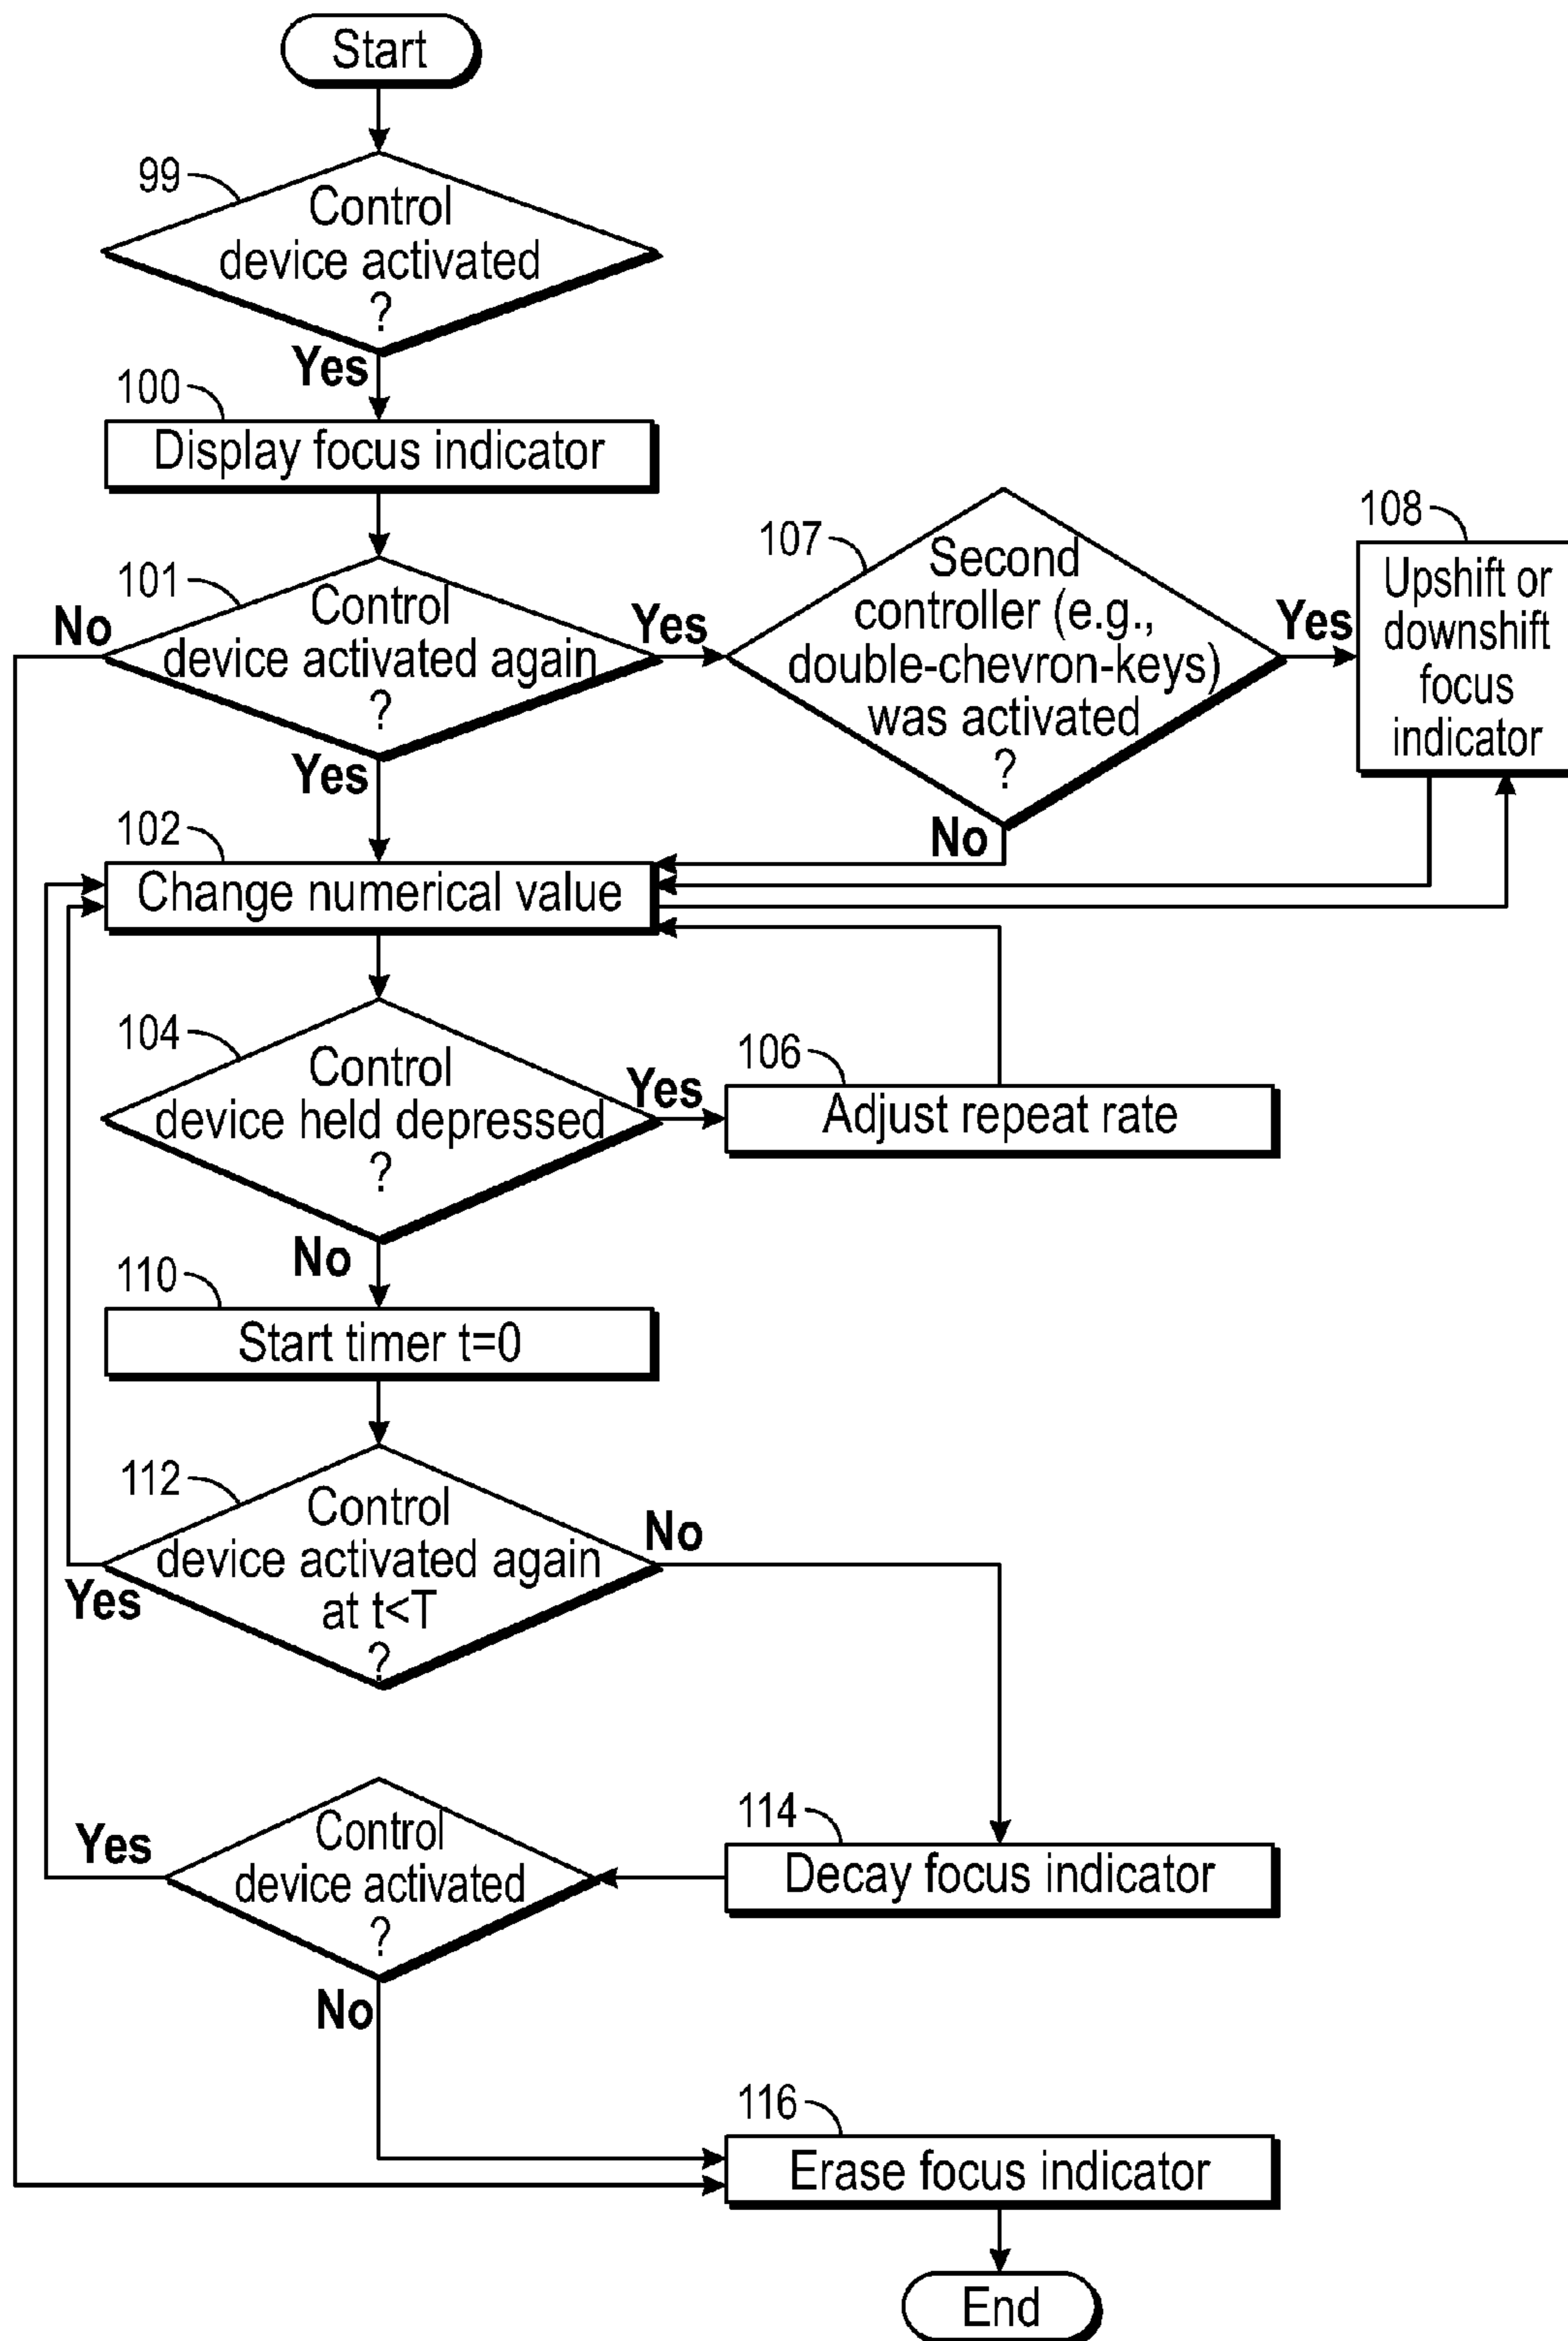 Start
99
Control
device activated
?
Yes
100
Display focus indicator
101
Control
device activated again
?
No
Yes
Yes
107
Second
controller (e.g.,
double-chevron-keys)
was activated
?
Yes
No
108
Upshift or
downshift
focus
indicator
102
Change numerical value
104
Control
device held depressed
?
Yes
No
106
Adjust repeat rate
110
Start timer t=0
112
Control
device activated again
at t<T
?
Yes
No
114
Decay focus indicator
Control
device activated
?
Yes
No
116
Erase focus indicator
End